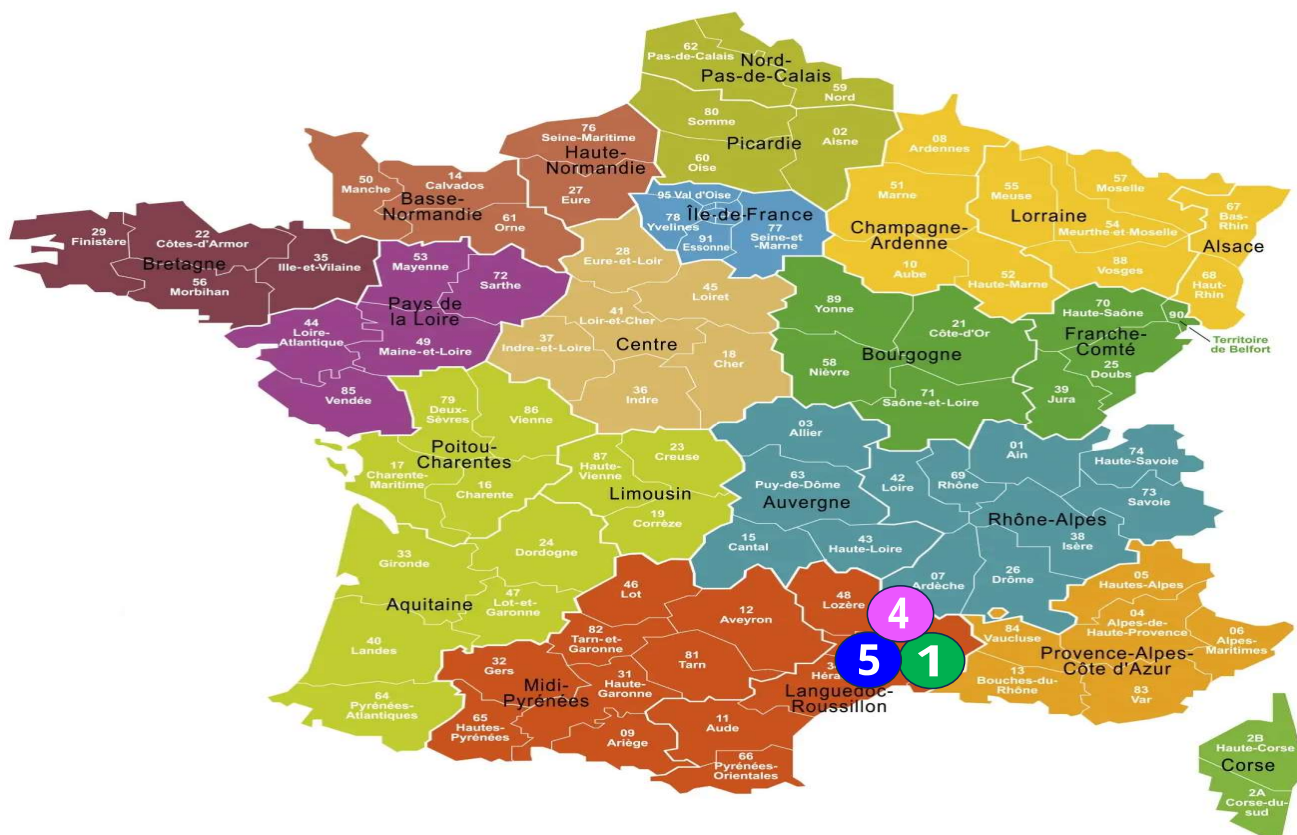 62
Pas-de-Calais
Nord-
Pas-de-Calais
59
Nord
80
Somme
02
Aisne
Picardie
60
Oise
76
Seine-Maritime
Haute-
Normandie
27
Eure
14
Calvados
50
Manche
Basse-
Normandie
61
Orne
08
Ardennes
51
Marne
Champagne-
Ardenne
10
Aube
52
Haute-Marne
55
Meuse
57
Moselle
Lorraine
54
Meurthe-et-Moselle
88
Vosges
67
Bas-
Rhin
Alsace
68
Haut-
Rhin
95 Val d'Oise
Île-de-France
78
Yvelines
91
Essonne
77
Seine-et
-Marne
29
Finistère
22
Côtes-d'Armor
35
Ille-et-Vilaine
Bretagne
56
Morbihan
53
Mayenne
72
Sarthe
Pays de
la Loire
44
Loire-
Atlantique
49
Maine-et-Loire
85
Vendée
28
Eure-et-Loir
45
Loiret
41
Loir-et-Cher
37
Indre-et-Loire
Centre
18
Cher
36
Indre
89
Yonne
21
Côte-d'Or
Bourgogne
58
Nièvre
71
Saône-et-Loire
70
Haute-Saône
90
Territoire
de Belfort
Franche-
Comté
25
Doubs
39
Jura
79
Deux-
Sèvres
86
Vienne
Poitou-
Charentes
17
Charente-
Maritime
16
Charente
23
Creuse
87
Haute-
Vienne
Limousin
19
Corrèze
03
Allier
63
Puy-de-Dôme
Auvergne
15
Cantal
43
Haute-Loire
42
Loire
69
Rhône
01
Ain
74
Haute-Savoie
73
Savoie
Rhône-Alpes
38
Isère
07
Ardèche
26
Drôme
24
Dordogne
33
Gironde
47
Lot-et-
Garonne
Aquitaine
40
Landes
64
Pyrénées-
Atlantiques
46
Lot
12
Aveyron
82
Tarn-et-
Garonne
81
Tarn
32
Gers
31
Haute-
Garonne
Midi-
Pyrénées
65
Hautes-
Pyrénées
09
Ariège
48
Lozère
4
5
1
Languedoc-
Roussillon
11
Aude
66
Pyrénées-
Orientales
05
Hautes-Alpes
84
Vaucluse
04
Alpes-de-
Haute-Provence
06
Alpes-
Maritimes
Provence-Alpes-
Côte d'Azur
13
Bouches-du-
Rhône
83
Var
2B
Haute-Corse
Corse
2A
Corse-du-
sud